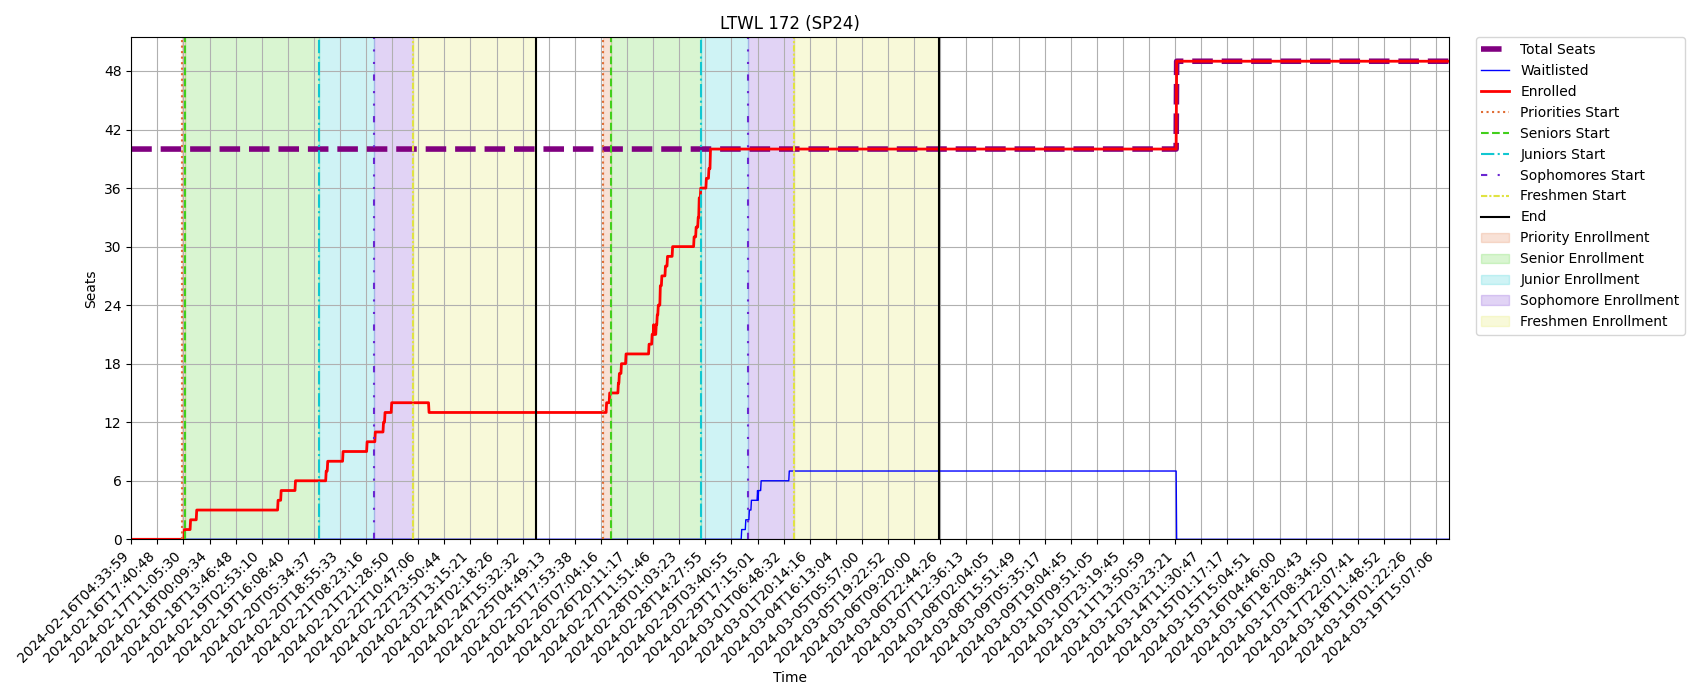 LTWL 172 (SP24)
Seats
48
42
36
30
24
18
12
6
0
2024-02-16T04:33:59
2024-02-16T17:40:48
2024-02-17T11:05:30
2024-02-18T00:09:34
2024-02-18T13:46:48
2024-02-19T02:53:10
2024-02-19T16:08:40
2024-02-20T05:34:37
2024-02-20T18:55:33
2024-02-21T08:23:16
2024-02-21T21:28:50
2024-02-22T10:47:06
2024-02-22T23:50:44
2024-02-23T13:15:21
2024-02-24T02:18:26
2024-02-24T15:32:32
2024-02-25T04:49:13
2024-02-25T17:53:38
2024-02-26T07:04:16
2024-02-26T20:11:17
2024-02-27T11:51:46
2024-02-28T01:03:23
2024-02-28T14:27:55
2024-02-29T03:40:55
2024-02-29T17:15:01
2024-03-01T06:48:32
2024-03-01T20:14:16
2024-03-04T16:13:04
2024-03-05T05:57:00
2024-03-05T19:22:52
2024-03-06T09:20:00
2024-03-06T22:44:26
2024-03-07T12:36:13
2024-03-08T02:04:05
2024-03-08T15:51:49
2024-03-09T05:35:17
2024-03-09T19:04:45
2024-03-10T09:51:05
2024-03-10T23:19:45
2024-03-11T13:50:59
2024-03-12T03:23:21
2024-03-14T11:30:47
2024-03-15T01:17:17
2024-03-15T15:04:51
2024-03-16T04:46:00
2024-03-16T18:20:43
2024-03-17T08:34:50
2024-03-17T22:07:41
2024-03-18T11:48:52
2024-03-19T01:22:26
2024-03-19T15:07:06
Time
Total Seats
Waitlisted
Enrolled
Priorities Start
Seniors Start
Juniors Start
Sophomores Start
Freshmen Start
End
Priority Enrollment
Senior Enrollment
Junior Enrollment
Sophomore Enrollment
Freshmen Enrollment